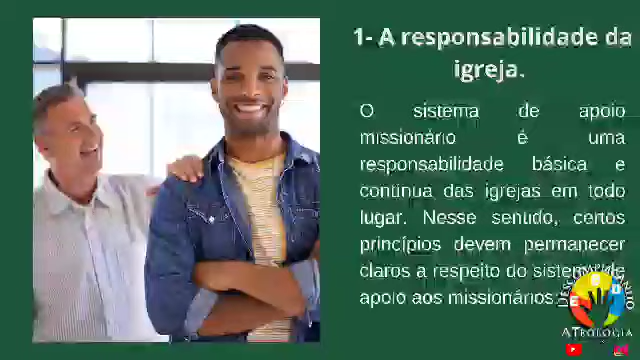 1- A responsabilidade da
igreja.
O sistema de apoio
missionário é uma
responsabilidade básica e
continua das igrejas em todo
lugar. Nesse sentido, certos
princípios devem permanecer
claros a respeito do sistema de
apoio aos missionários:
A TEOLOGIA